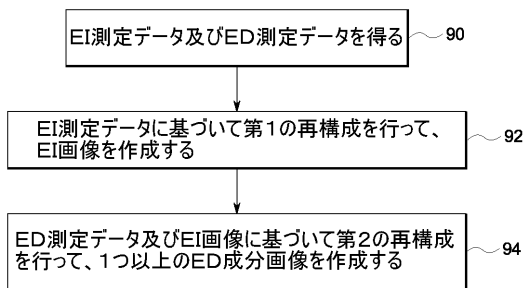 EI測定データ及びED測定データを得る
90
EI測定データに基づいて第1の再構成を行って、
EI画像を作成する
92
ED測定データ及びEI画像に基づいて第2の再構成
を行って、1つ以上のED成分画像を作成する
94